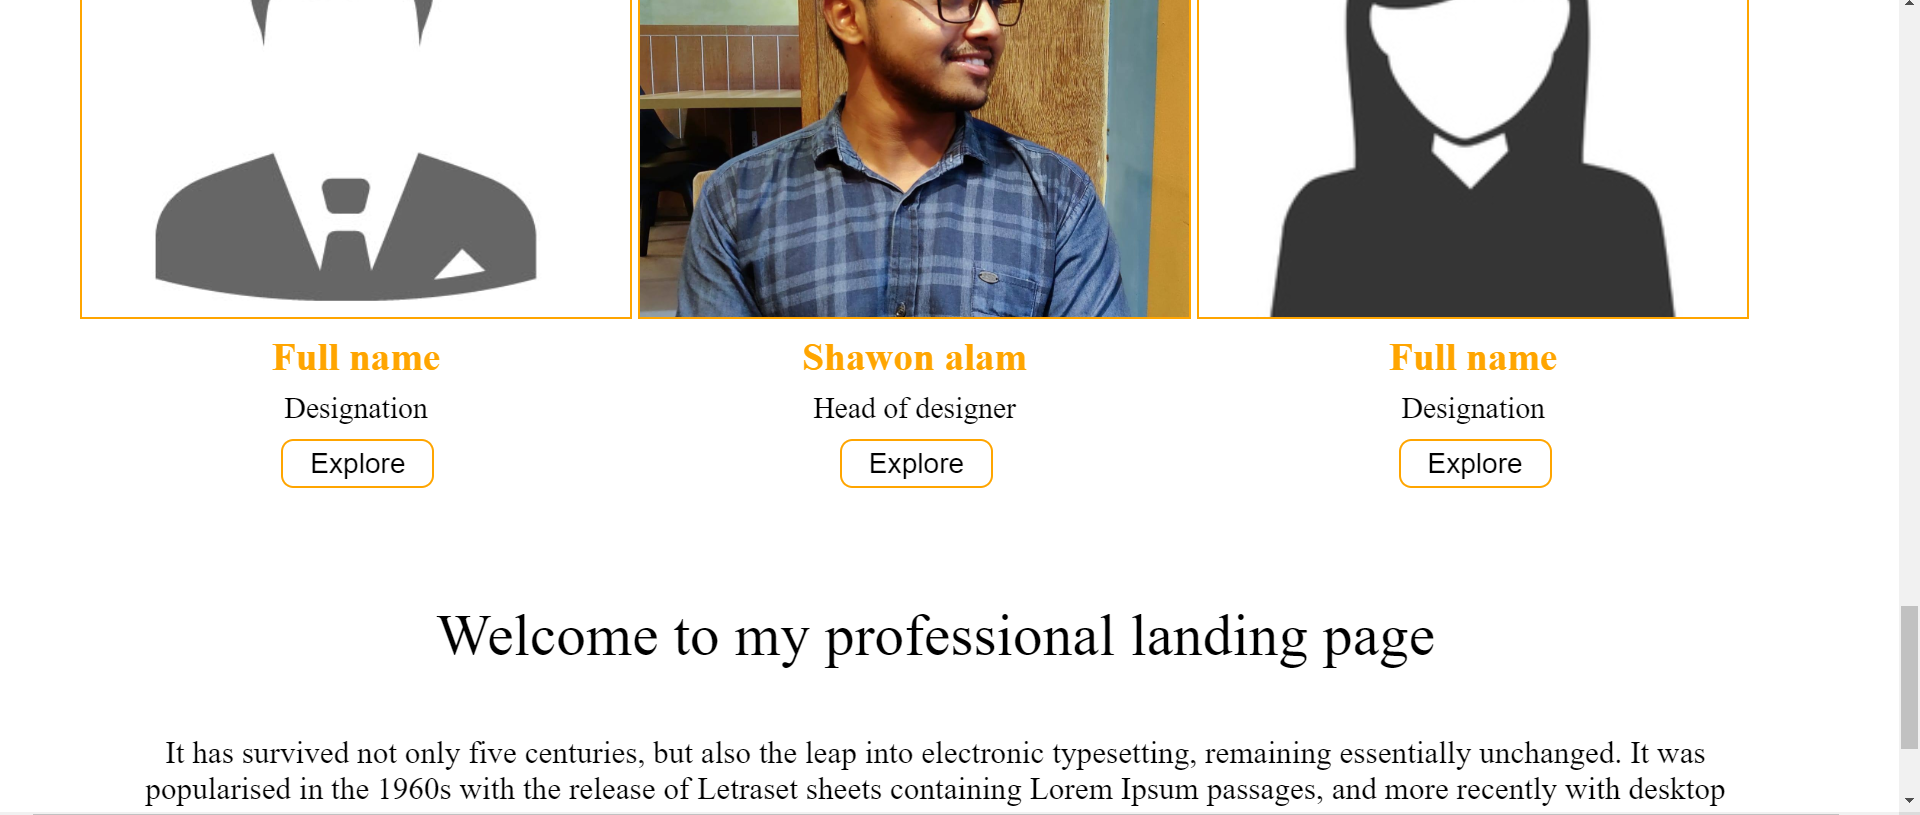 Full name
Shawon alam
Full name
Designation
Head of designer
Designation
Explore
Explore
Explore
Welcome to my professional landing page
It has survived not only five centuries, but also the leap into electronic typesetting, remaining essentially unchanged. It was
popularised in the 1960s with the release of Letraset sheets containing Lorem Ipsum passages, and more recently with desktop